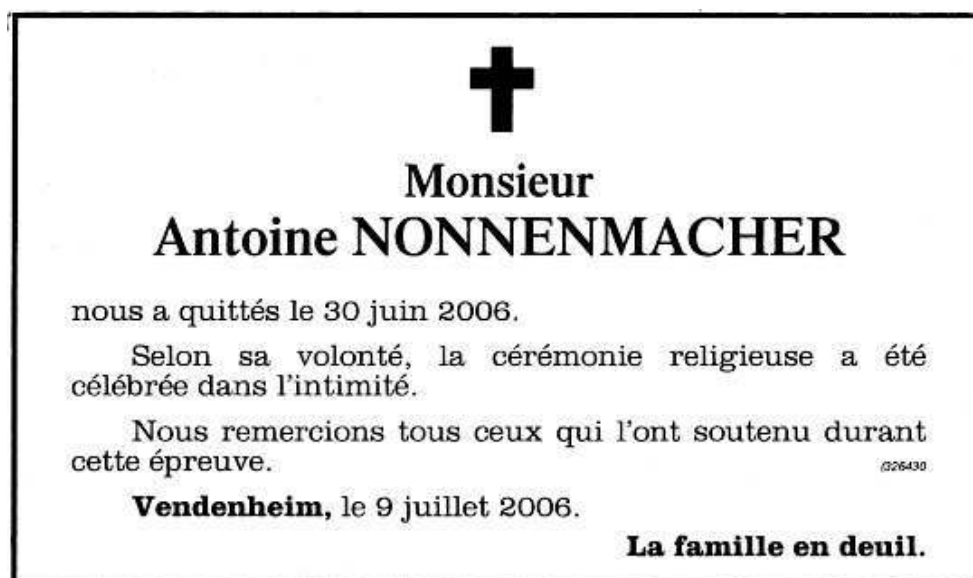 Monsieur
Antoine NONNENMACHER
nous a quittés le 30 juin 2006.
Selon sa volonté, la cérémonie religieuse a été
célébrée dans l'intimité.
Nous remercions tous ceux qui l'ont soutenu durant
cette épreuve. /326430
Vendenheim, le 9 juillet 2006.
La famille en deuil.